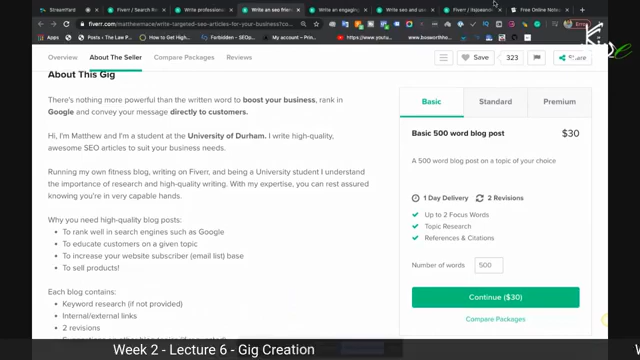 StreamYard
Fiverr / Search R
Write professiona
Write an seo frien
Write an engaging
Write seo and
Fiverr /
Free Online Note
Error
fiverr.com/matthewmace/write-targeted-seo-articles-for-your-business?co
Apps
Posts ‹ The Law P
How to Get High
Forbidden - SEOp
My account - Prim
https://www.youtube
www.boxsworthho
Overview
About The Seller
Compare Packages
Reviews
Save
323
Share
About This Gig
There's nothing more powerful than the written word to boost your business, rank in
Google and convey your message directly to customers.
Hi, I'm Matthew and I'm a student at the University of Durham. I write high-quality,
awesome SEO articles to suit your business needs.
Running my own fitness blog, writing on Fiverr, and being a University student I understand
the importance of research and high-quality writing. With my expertise, you can rest assured
knowing you're in very capable hands.
Why you need high-quality blog posts:
• To rank well in search engines such as Google
• To educate customers on a given topic
• To increase your website subscriber (email list) base
• To sell products!
Each blog contains:
• Keyword research (if not provided)
• Internal/external links
• 2 revisions
Basic
Standard
Premium
Basic 500 word blog post
$30
A 500 word blog post on a topic of your choice
1 Day Delivery
2 Revisions
Up to 2 Focus Words
Topic Research
References & Citations
Number of words
500
Continue ($30)
Compare Packages
Week 2 - Lecture 6 - Gig Creation